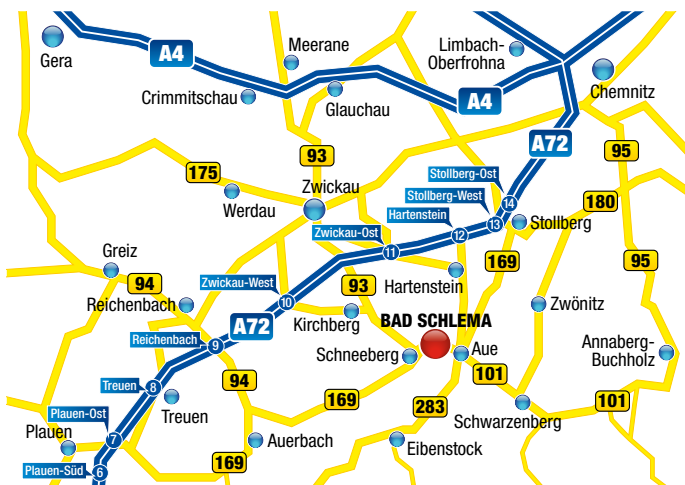 Gera
A4
Meerane
Limbach-
Oberfrohna
Crimmitschau
Glauchau
A4
Chemnitz
A72
93
95
175
Werdau
Zwickau
Stollberg-Ost
Stollberg-West
Hartenstein
14
13
12
180
Stollberg
Zwickau-Ost
11
Greiz
94
Reichenbach
Zwickau-West
10
93
Hartenstein
169
95
Zwönitz
A72
Kirchberg
BAD SCHLEMA
Reichenbach
9
Schneeberg
Aue
Annaberg-
Buchholz
Treuen
8
94
101
Treuen
169
283
Schwarzenberg
101
Plauen-Ost
7
Plauen
Auerbach
Eibenstock
Plauen-Süd
6
169